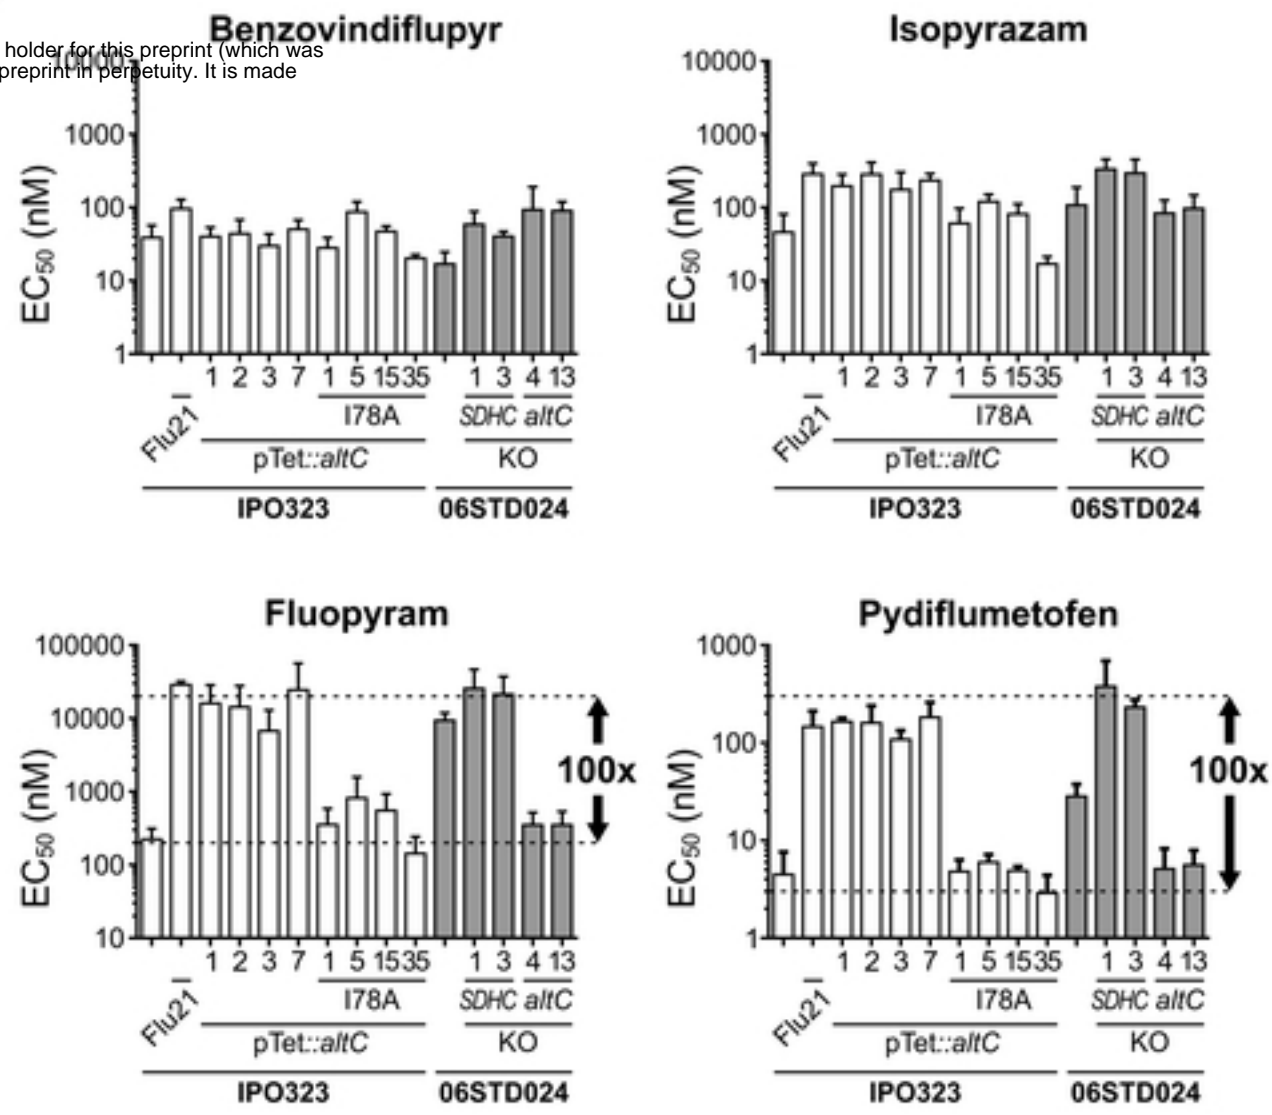 Benzovindiflupyr
holder for this preprint (which was
preprint in perpetuity. It is made
10000
1000
100
10
1
EC50 (nM)
1 2 3 7 1 5 15 35 1 3 4 13
Flu21
I78A
SDHC altC
pTet::altC
KO
IPO323
06STD024
Isopyrazam
10000
1000
100
10
1
EC50 (nM)
1 2 3 7 1 5 15 35 1 3 4 13
Flu21
I78A
SDHC altC
pTet::altC
KO
IPO323
06STD024
Fluopyram
100000
10000
1000
100
10
EC50 (nM)
100x
1 2 3 7 1 5 15 35 1 3 4 13
Flu21
I78A
SDHC altC
pTet::altC
KO
IPO323
06STD024
Pydiflumetofen
1000
100
10
1
EC50 (nM)
100x
1 2 3 7 1 5 15 35 1 3 4 13
Flu21
I78A
SDHC altC
pTet::altC
KO
IPO323
06STD024